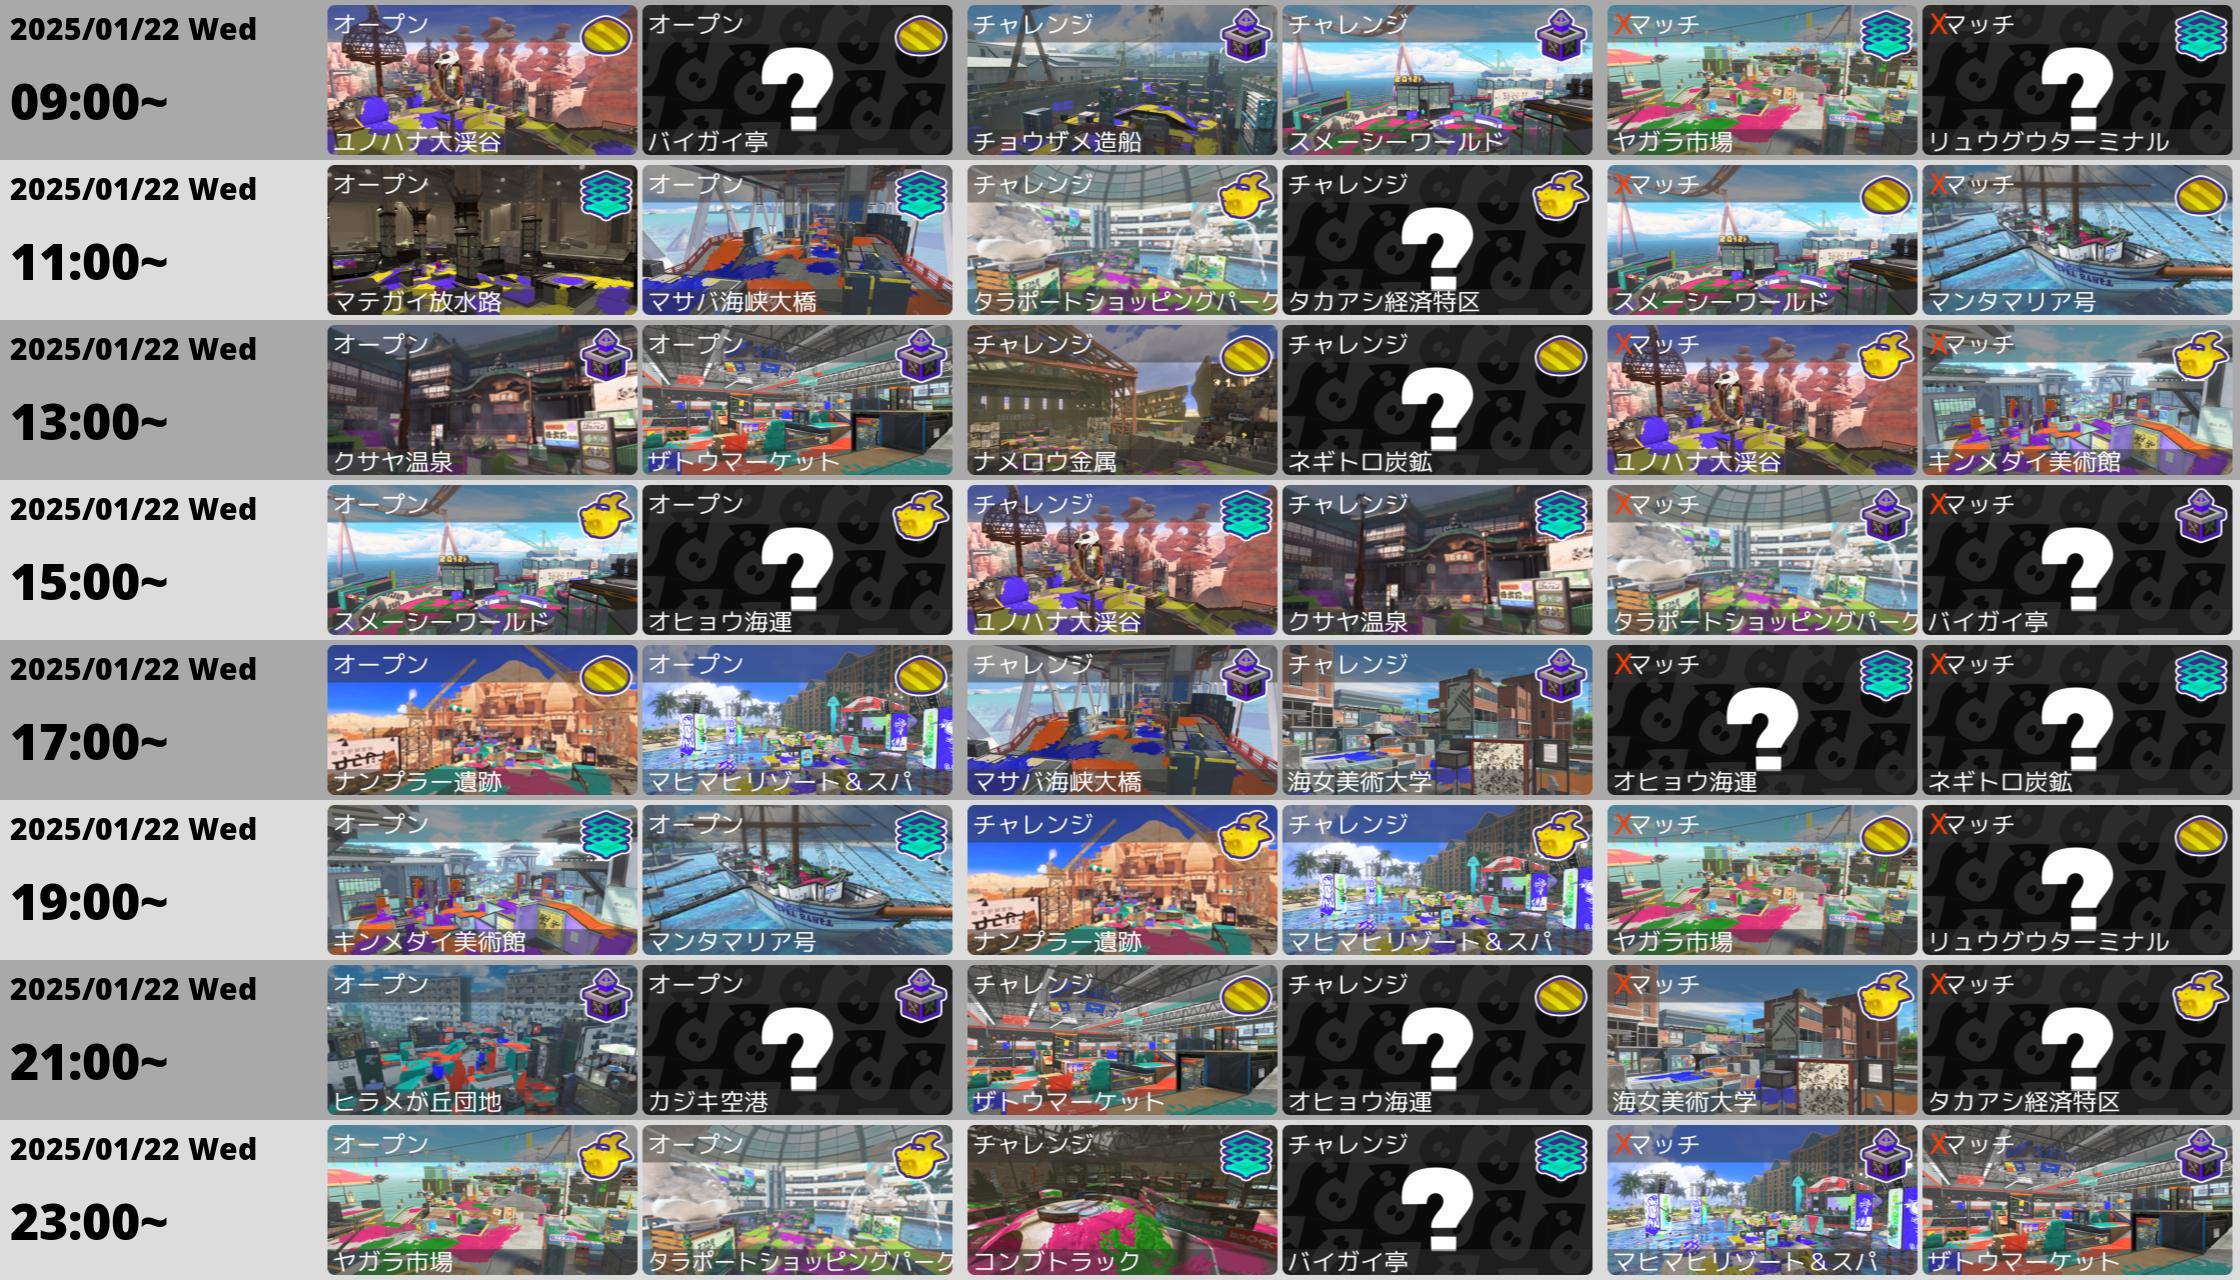 2025/01/22 Wed
09:00~
オープン
ユノハナ大渓谷
オープン
バイガイ亭
チャレンジ
チョウザメ造船
チャレンジ
スメーシーワールド
Xマッチ
ヤガラ市場
Xマッチ
リュウグウターミナル
2025/01/22 Wed
11:00~
オープン
マテガイ放水路
オープン
マサバ海峡大橋
チャレンジ
タラポートショッピングパーク
チャレンジ
タカアシ経済特区
Xマッチ
スメーシーワールド
Xマッチ
マンタマリア号
2025/01/22 Wed
13:00~
オープン
クサヤ温泉
オープン
ザトウマーケット
チャレンジ
ナメロウ金属
チャレンジ
ネギトロ炭鉱
Xマッチ
ユノハナ大渓谷
Xマッチ
キンメダイ美術館
2025/01/22 Wed
15:00~
オープン
スメーシーワールド
オープン
オヒョウ海運
チャレンジ
ユノハナ大渓谷
チャレンジ
クサヤ温泉
Xマッチ
タラポートショッピングパーク
Xマッチ
バイガイ亭
2025/01/22 Wed
17:00~
オープン
ナンプラー遺跡
オープン
マヒマヒリゾート＆スパ
チャレンジ
マサバ海峡大橋
チャレンジ
海女美術大学
Xマッチ
オヒョウ海運
Xマッチ
ネギトロ炭鉱
2025/01/22 Wed
19:00~
オープン
キンメダイ美術館
オープン
マンタマリア号
チャレンジ
ナンプラー遺跡
チャレンジ
マヒマヒリゾート＆スパ
Xマッチ
ヤガラ市場
Xマッチ
リュウグウターミナル
2025/01/22 Wed
21:00~
オープン
ヒラメが丘団地
オープン
カジキ空港
チャレンジ
ザトウマーケット
チャレンジ
オヒョウ海運
Xマッチ
海女美術大学
Xマッチ
タカアシ経済特区
2025/01/22 Wed
23:00~
オープン
ヤガラ市場
オープン
タラポートショッピングパーク
チャレンジ
コンブトラック
チャレンジ
バイガイ亭
Xマッチ
マヒマヒリゾート＆スパ
Xマッチ
ザトウマーケット